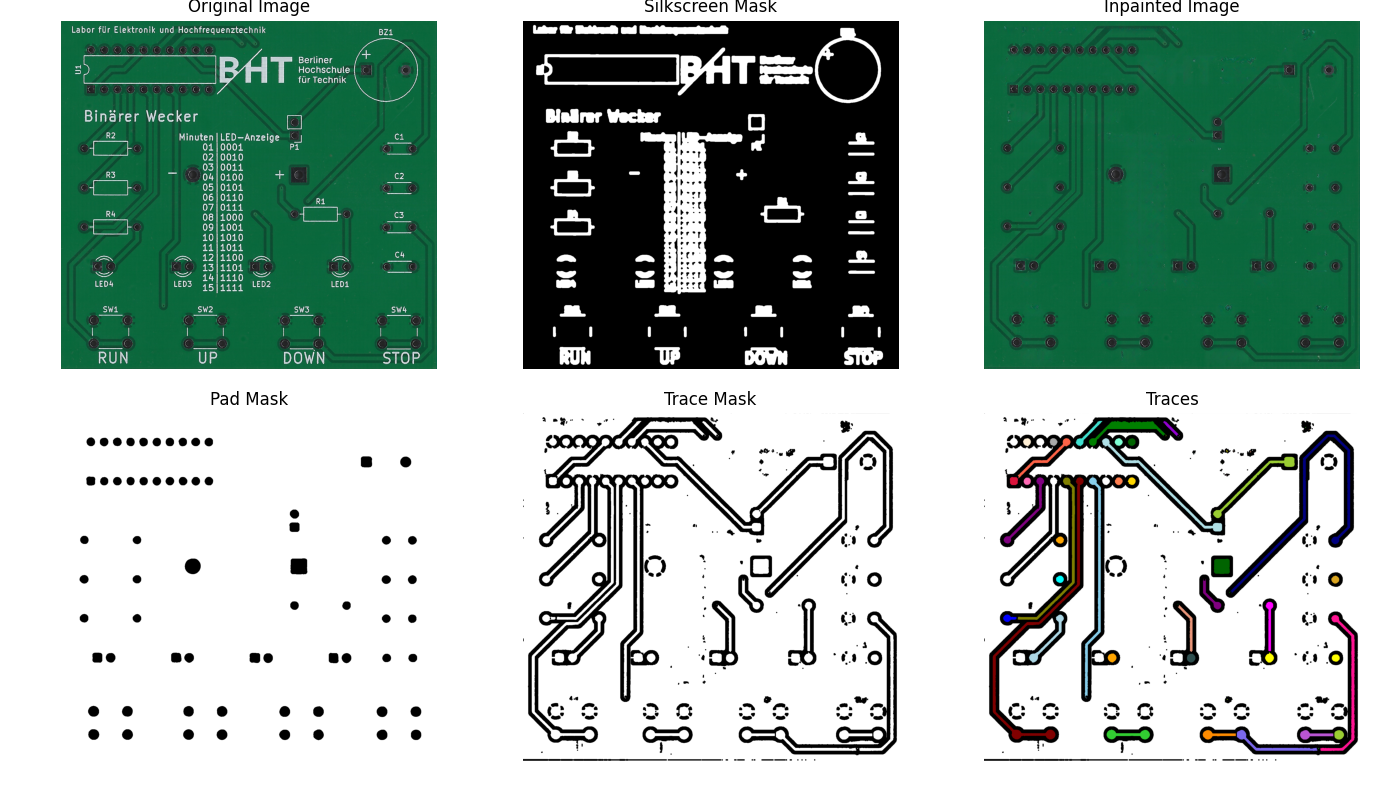 Original Image
Silkscreen Mask
Inpainted Image
Labor für Elektronik und Hochfrequenztechnik
BZ1
U1
+
BHT
Berliner
Hochschule
für Technik
Binärer Wecker
R2
Minuten LED-Anzeige
P1
C1
01 0001
02 0010
03 0011
R3
04 0100
- +
C2
05 0101
06 0110
R1
07 0111
R4
08 1000
C3
09 1001
10 1010
11 1011
C4
12 1100
13 1101
14 1110
15 1111
LED4
LED3
LED2
LED1
SW1
SW2
SW3
SW4
RUN
UP
DOWN
STOP
BHT
Berliner
Hochschule
für Technik
Binärer Wecker
- +
RUN
UP
DOWN
STOP
Pad Mask
Trace Mask
Traces